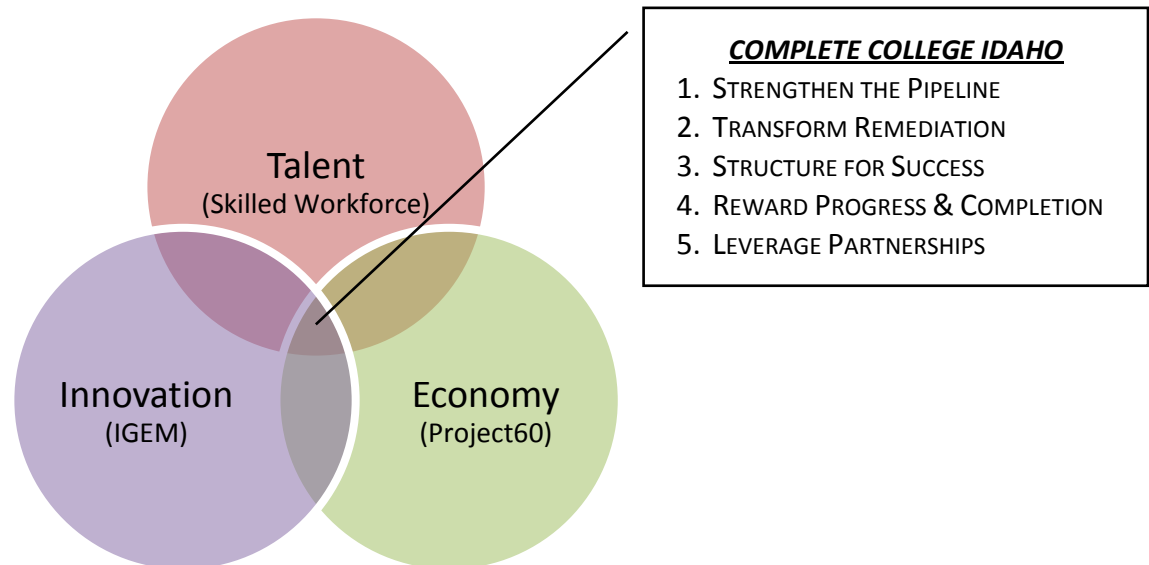 Talent
(Skilled Workforce)
Innovation
(IGEM)
Economy
(Project60)
COMPLETE COLLEGE IDAHO
1. STRENGTHEN THE PIPELINE
2. TRANSFORM REMEDIATION
3. STRUCTURE FOR SUCCESS
4. REWARD PROGRESS & COMPLETION
5. LEVERAGE PARTNERSHIPS